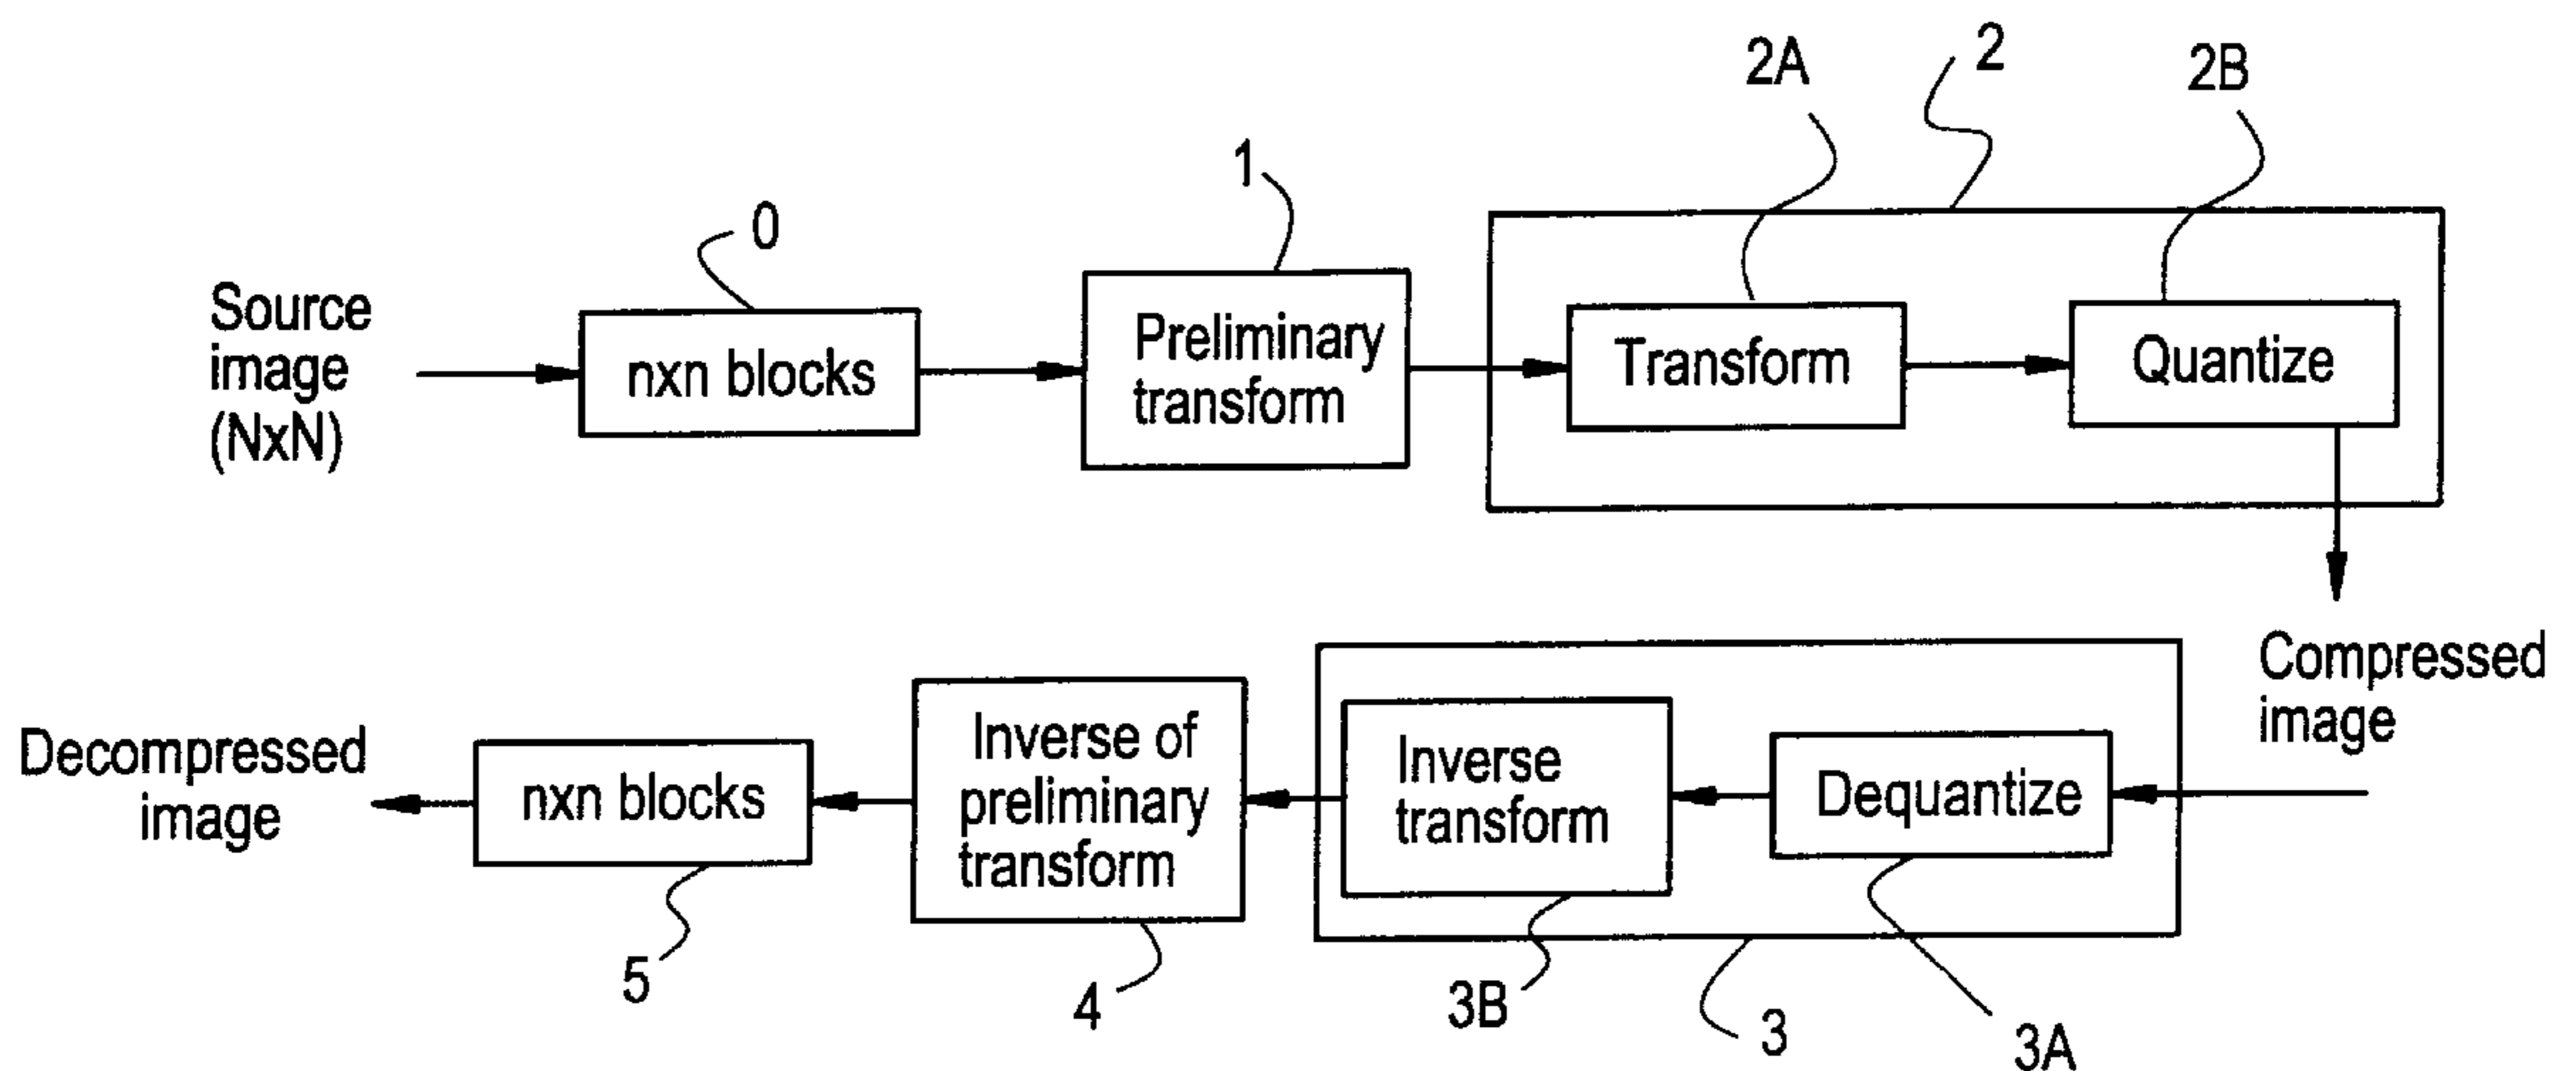 2
2A
2B
1
0
Source
image
(NxN)
nxn blocks
Preliminary
transform
Transform
Quantize
Compressed
image
Dequantize
Inverse
transform
Inverse of
preliminary
transform
nxn blocks
Decompressed
image
5
4
3B
3
3A